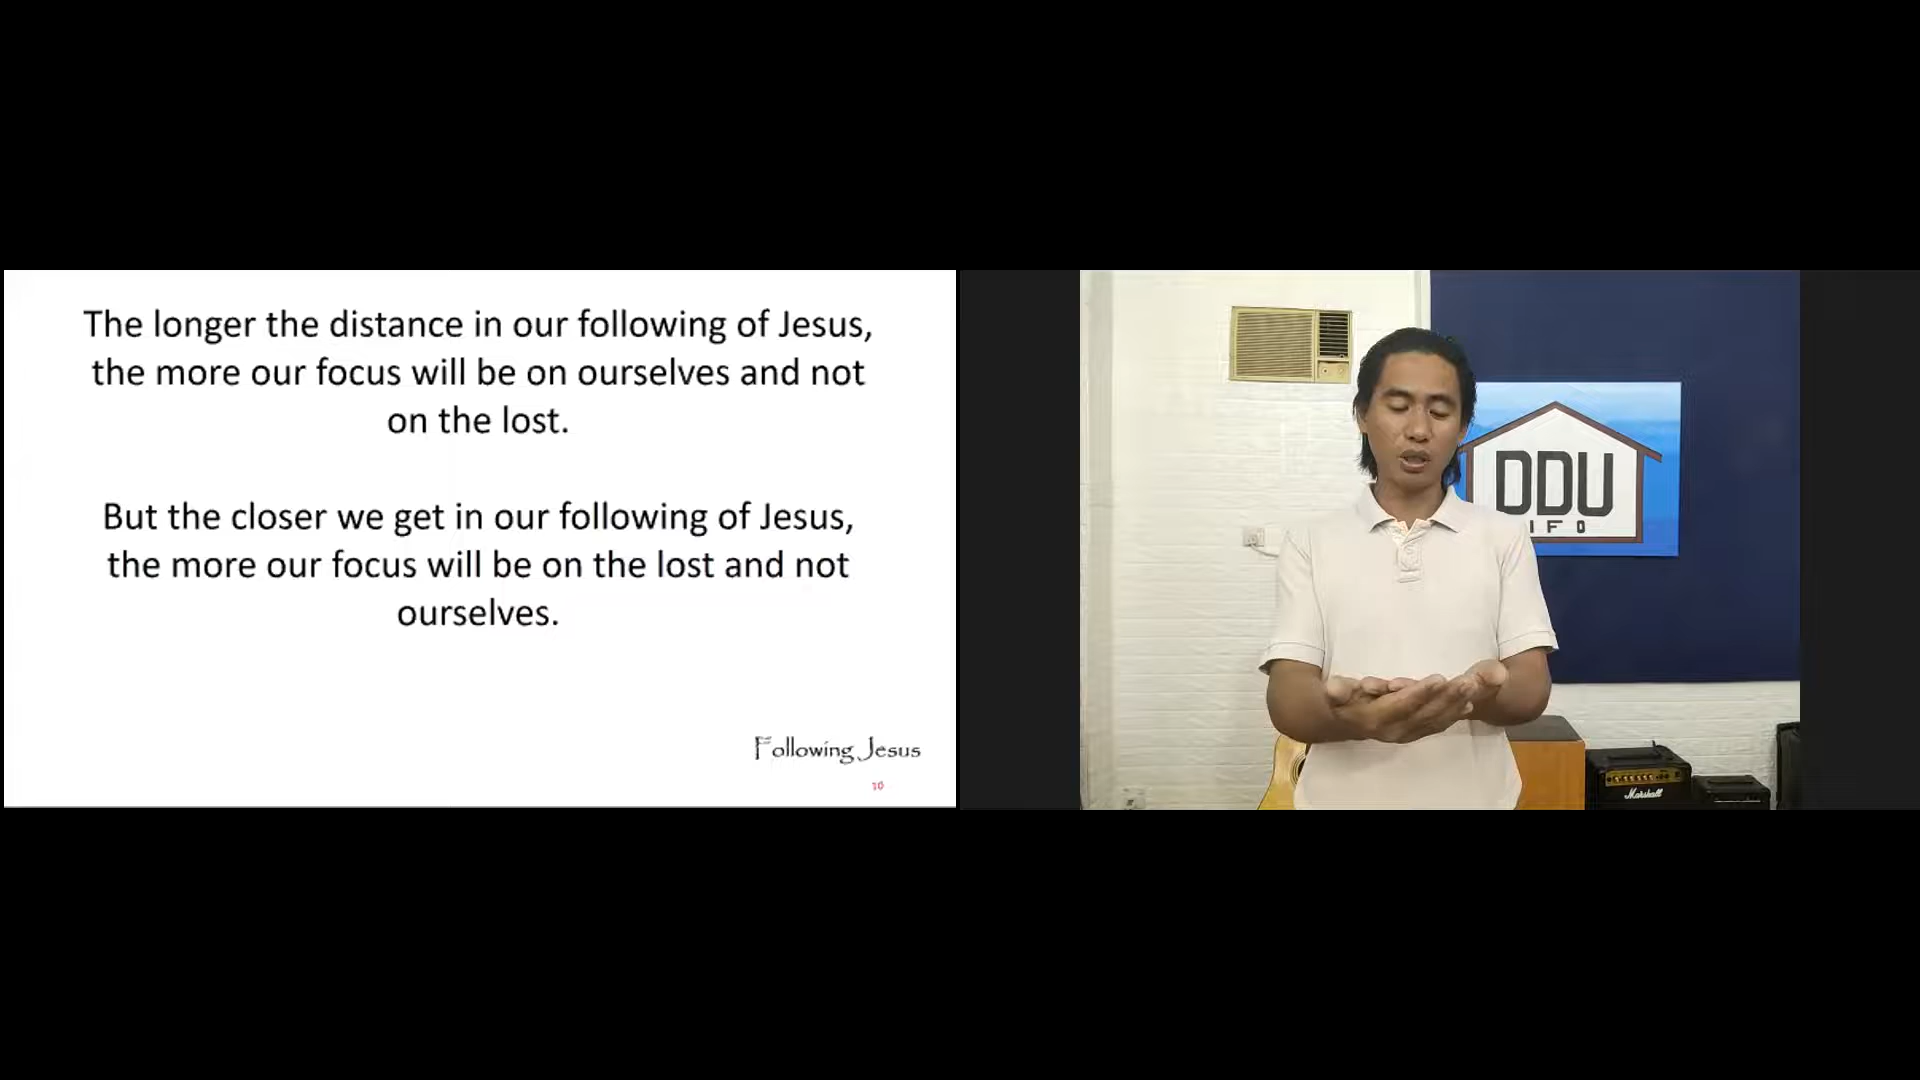 The longer the distance in our following of Jesus,
the more our focus will be on ourselves and not
on the lost.
But the closer we get in our following of Jesus,
the more our focus will be on the lost and not
ourselves.
Following Jesus
10
DDU
IFO
Marshall